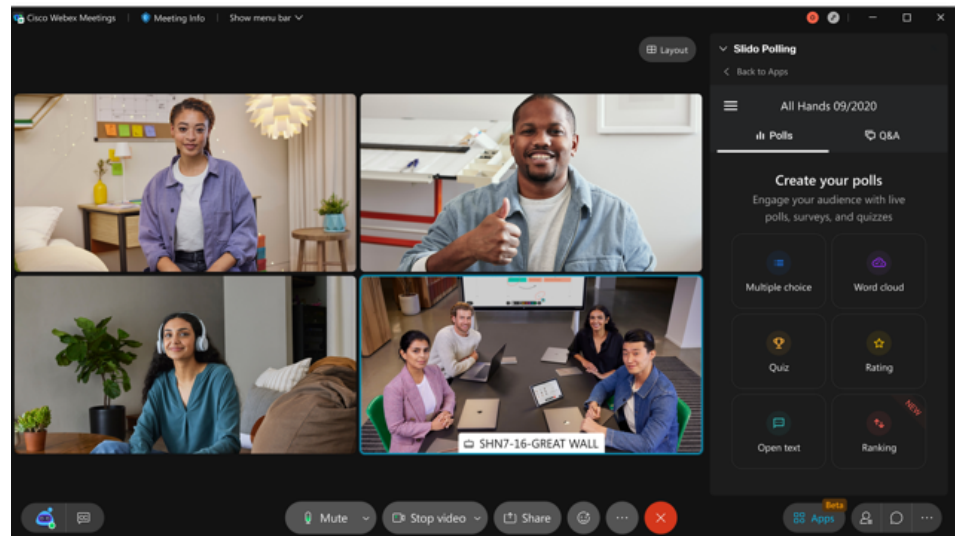 Cisco Webex Meetings
Meeting Info
Show menu bar
Layout
Slido Polling
Back to Apps
All Hands 09/2020
Polls
Q&A
Create your polls
Engage your audience with live
polls, surveys, and quizzes
Multiple choice
Word cloud
Quiz
Rating
Open text
NEW
Ranking
SHN7-16-GREAT WALL
Mute
Stop video
Share
Beta
Apps